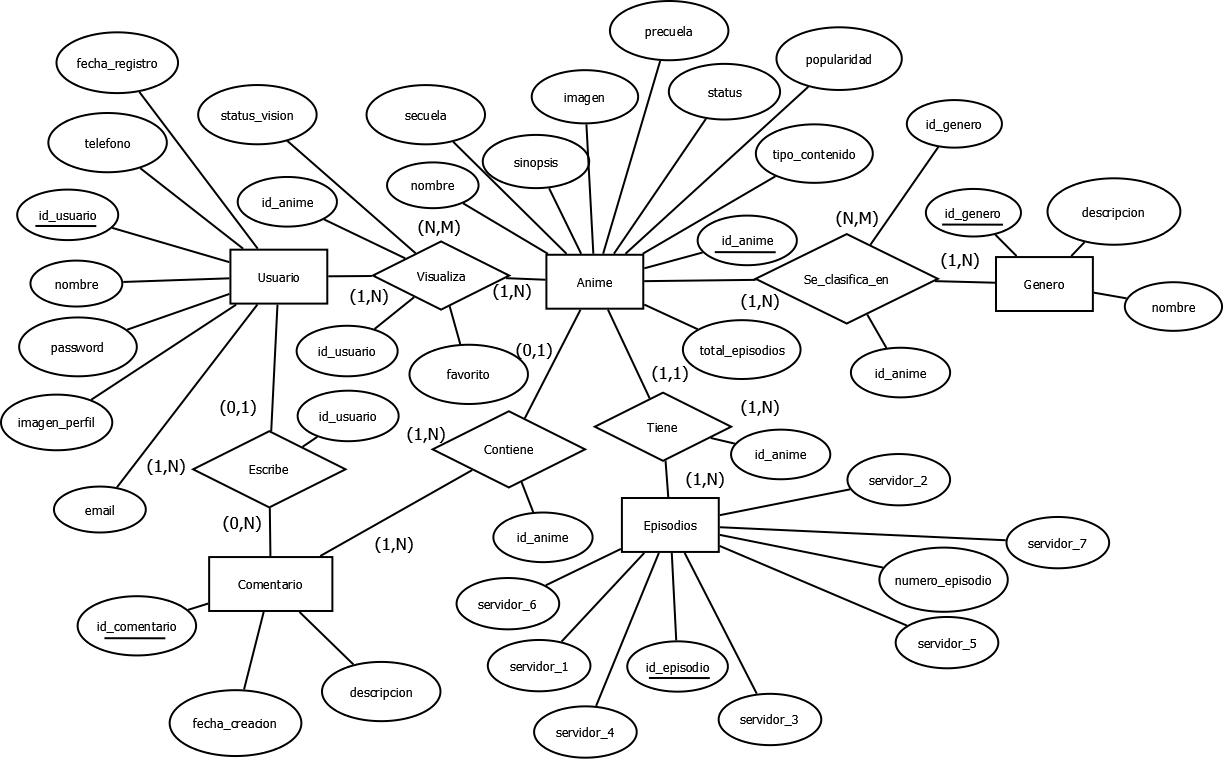 precuela
fecha_registro
popularidad
imagen
status
status_vision
secuela
id_genero
telefono
sinopsis
tipo_contenido
nombre
id_anime
id_usuario
(N,M)
(N,M)
id_genero
descripcion
id_anime
Usuario
Visualiza
Anime
Se_clasifica_en
(1,N)
Genero
nombre
(1,N)
(1,N)
(1,N)
nombre
password
id_usuario
favorito
(0,1)
total_episodios
(1,1)
id_anime
imagen_perfil
(0,1)
id_usuario
(1,N)
Contiene
Tiene
(1,N)
id_anime
(1,N)
Escribe
(1,N)
servidor_2
email
(0,N)
id_anime
Episodios
(1,N)
servidor_7
Comentario
numero_episodio
servidor_6
id_comentario
servidor_5
servidor_1
id_episodio
descripcion
fecha_creacion
servidor_4
servidor_3